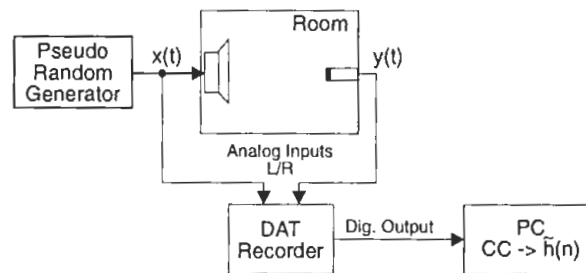 Room
Pseudo
Random
Generator
x(t)
y(t)
Analog Inputs
L/R
DAT
Recorder
Dig. Output
PC
CC -> h̃(n)